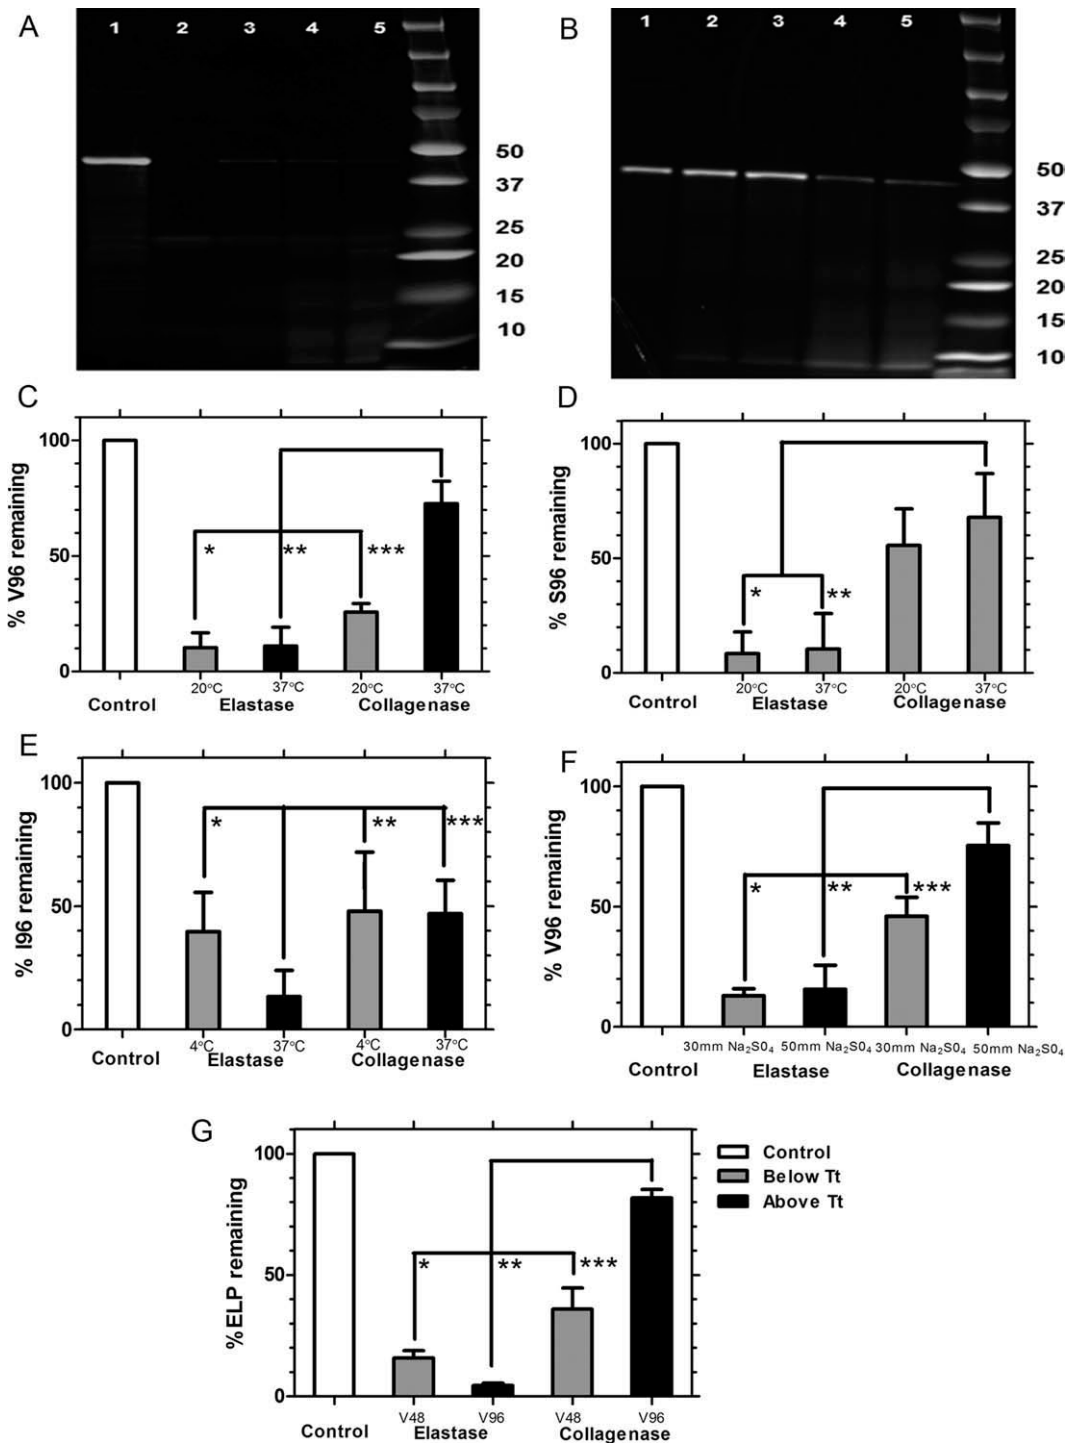 A
1 2 3 4 5
50
37
25
20
15
10
B
1 2 3 4 5
50
37
25
20
15
10
C
% V96 remaining
100
50
0
* ** ***
20°C 37°C 20°C 37°C
Control Elastase Collagenase
D
% S96 remaining
100
50
0
* **
20°C 37°C 20°C 37°C
Control Elastase Collagenase
E
% I96 remaining
100
50
0
* ** ***
4°C 37°C 4°C 37°C
Control Elastase Collagenase
F
% V96 remaining
100
50
0
* ** ***
30mm Na₂S0₄ 50mm Na₂S0₄ 30mm Na₂S0₄ 50mm Na₂S0₄
Control Elastase Collagenase
G
% ELP remaining
100
50
0
* ** ***
V48 V96 V48 V96
Control Elastase Collagenase
Control
Below Tt
Above Tt